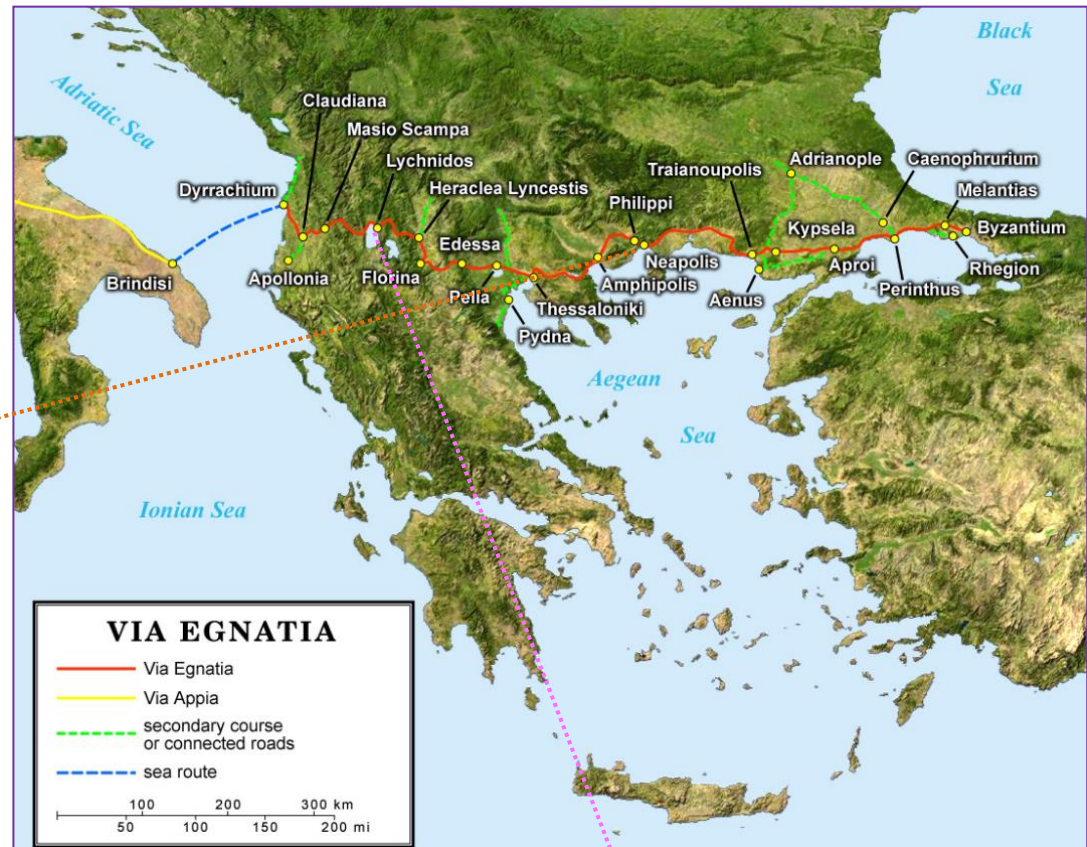 Black
Sea
Adriatic Sea
Claudiana
Masio Scampa
Lychnidos
Dyrrachium
Heraclea Lyncestis
Traianoupolis
Adrianople
Caenophrurium
Melantias
Philippi
Kypsela
Byzantium
Edessa
Neapolis
Brindisi
Apollonia
Florina
Pella
Amphipolis
Aproi
Rhegion
Thessaloniki
Aenus
Perinthus
Pydna
Aegean
Sea
Ionian Sea
VIA EGNATIA
Via Egnatia
Via Appia
secondary course
or connected roads
sea route
100 200 300 km
50 100 150 200 mi